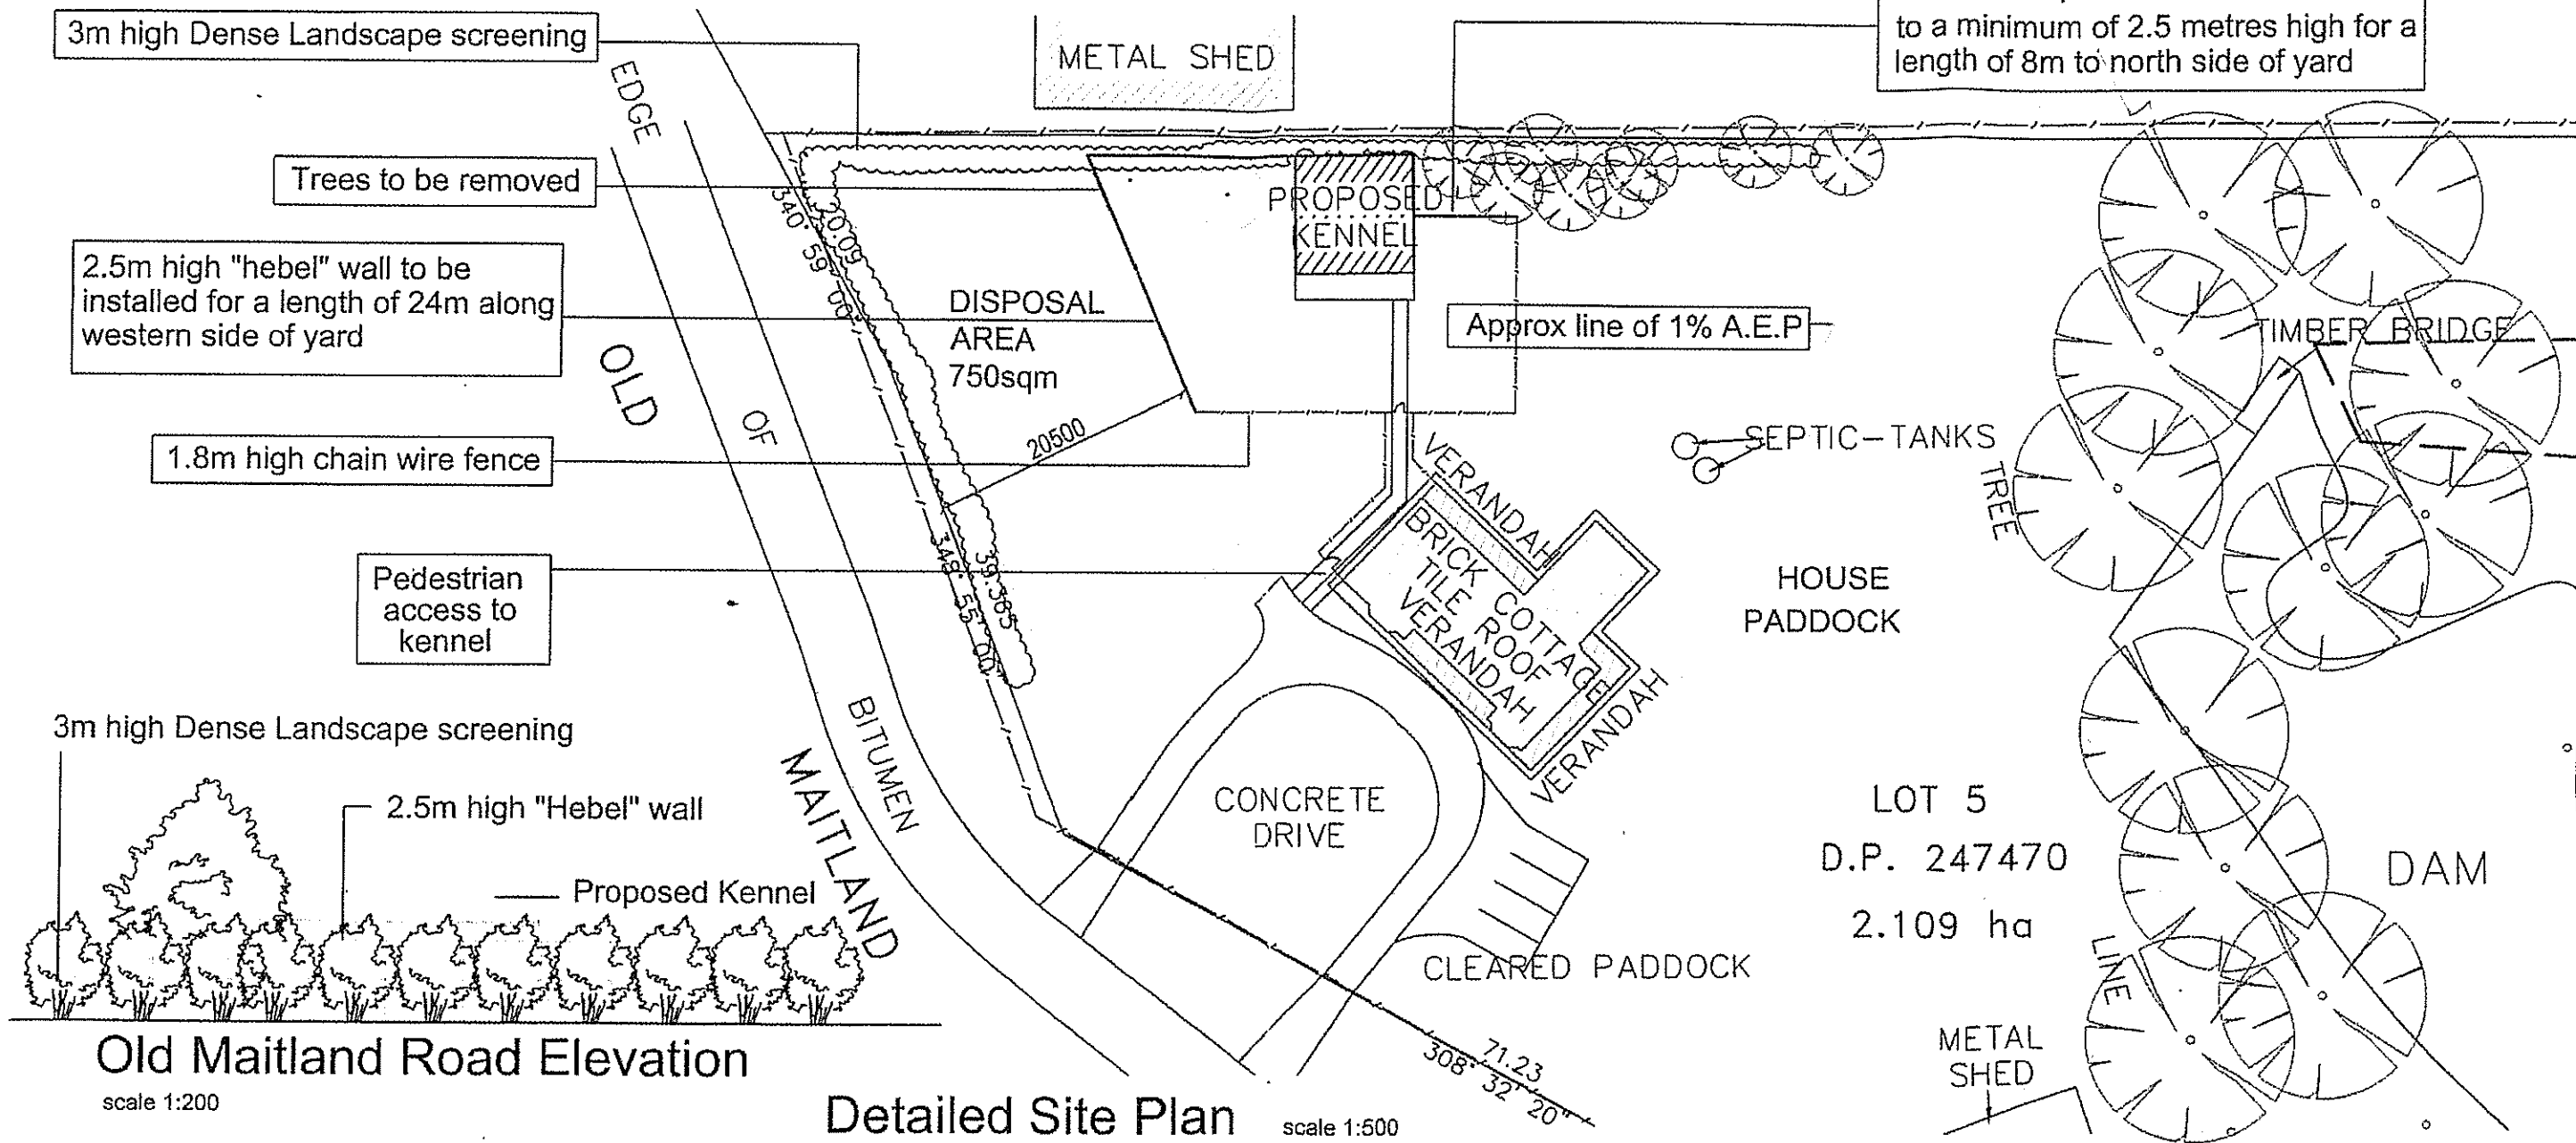 3m high Dense Landscape screening
METAL SHED
to a minimum of 2.5 metres high for a
length of 8m to north side of yard
EDGE
OF
BITUMEN
Trees to be removed
PROPOSED
KENNEL
340° 59' 00"
20.09
2.5m high "hebel" wall to be
installed for a length of 24m along
western side of yard
DISPOSAL
AREA
750sqm
Approx line of 1% A.E.P
TIMBER BRIDGE
OLD
MAITLAND
20500
1.8m high chain wire fence
SEPTIC-TANKS
TREE
LINE
VERANDAH
BRICK COTTAGE
TILE ROOF
VERANDAH
VERANDAH
348° 55' 00"
39.385
Pedestrian
access to
kennel
HOUSE
PADDOCK
3m high Dense Landscape screening
2.5m high "Hebel" wall
Proposed Kennel
CONCRETE
DRIVE
LOT 5
D.P. 247470
2.109 ha
DAM
CLEARED PADDOCK
METAL
SHED
71.23
308° 32' 20"
Old Maitland Road Elevation
scale 1:200
Detailed Site Plan
scale 1:500